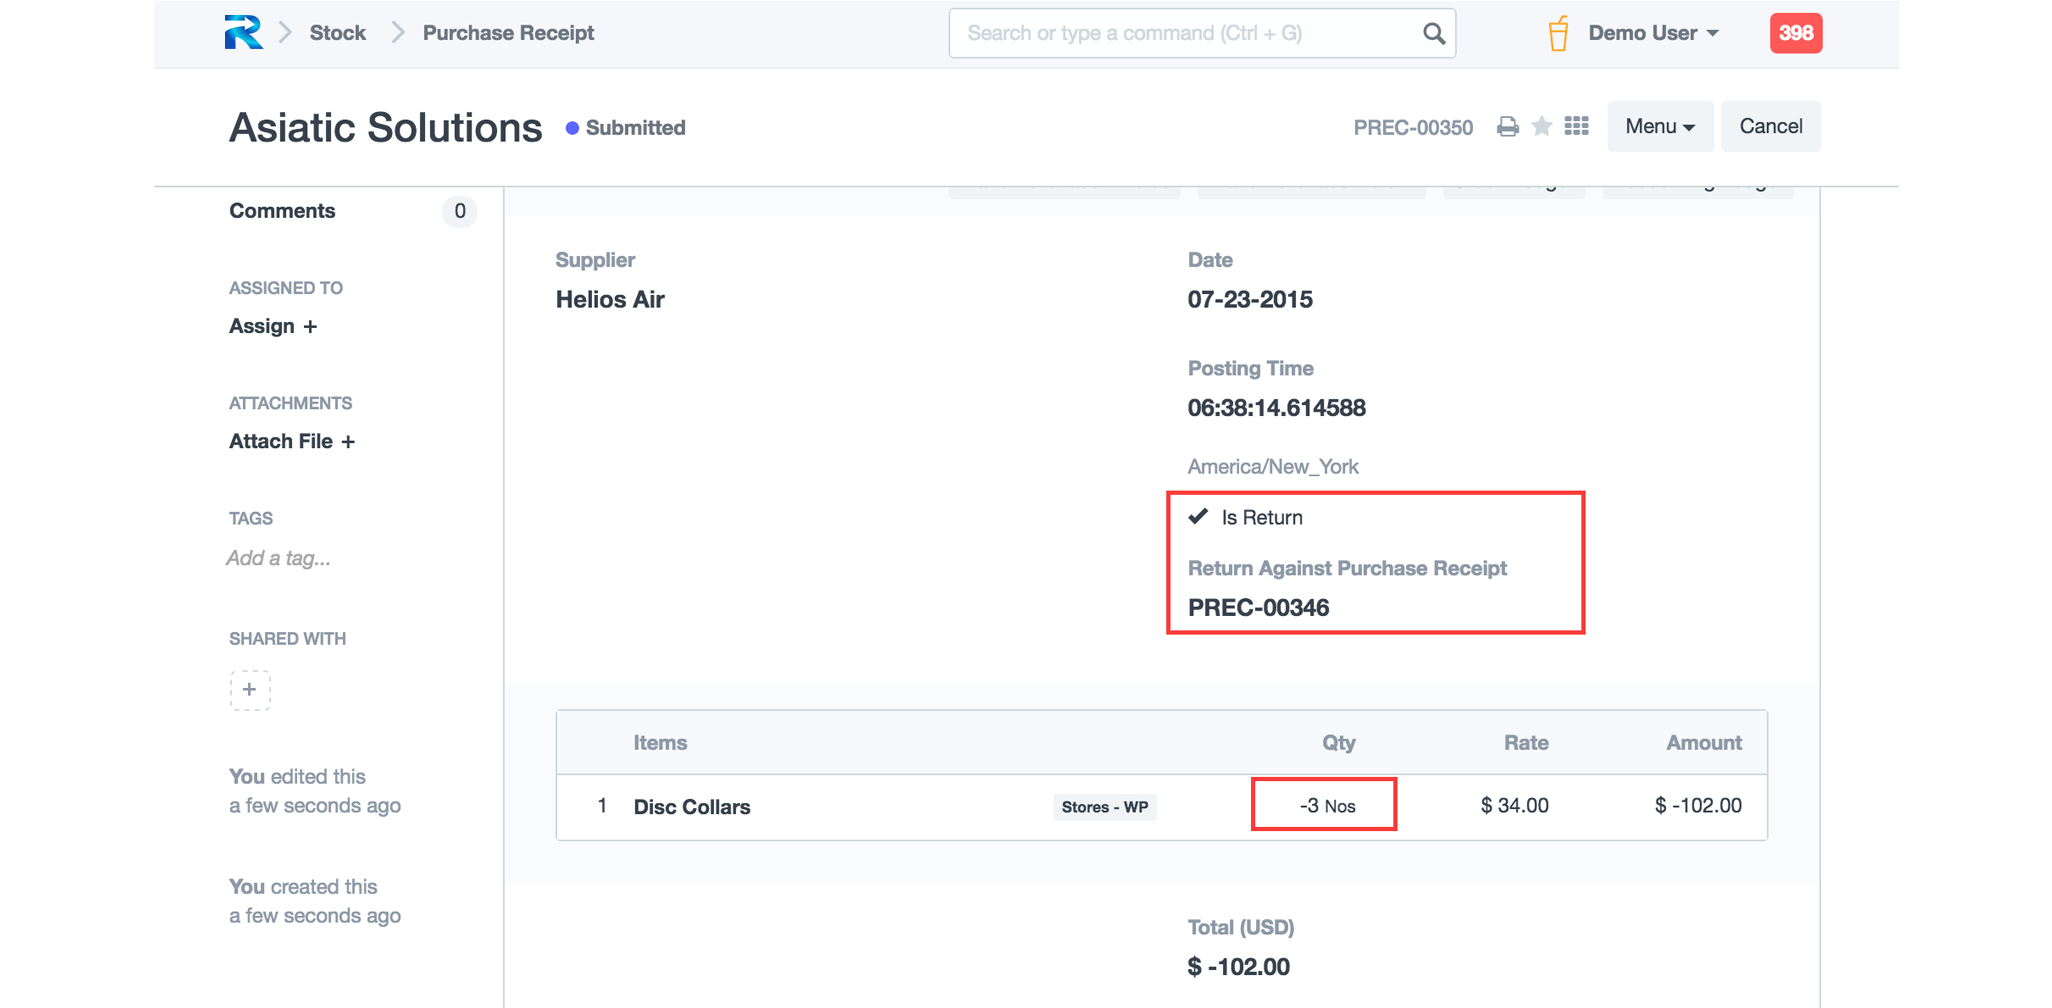 Stock
Purchase Receipt
Search or type a command (Ctrl + G)
Demo User
398
Asiatic Solutions
Submitted
PREC-00350
Menu
Cancel
Comments
0
ASSIGNED TO
Assign +
ATTACHMENTS
Attach File +
TAGS
Add a tag...
SHARED WITH
+
You edited this
a few seconds ago
You created this
a few seconds ago
Supplier
Helios Air
Date
07-23-2015
Posting Time
06:38:14.614588
America/New_York
Is Return
Return Against Purchase Receipt
PREC-00346
Items Qty Rate Amount
1 Disc Collars Stores - WP -3 Nos $ 34.00 $ -102.00
Total (USD)
$ -102.00